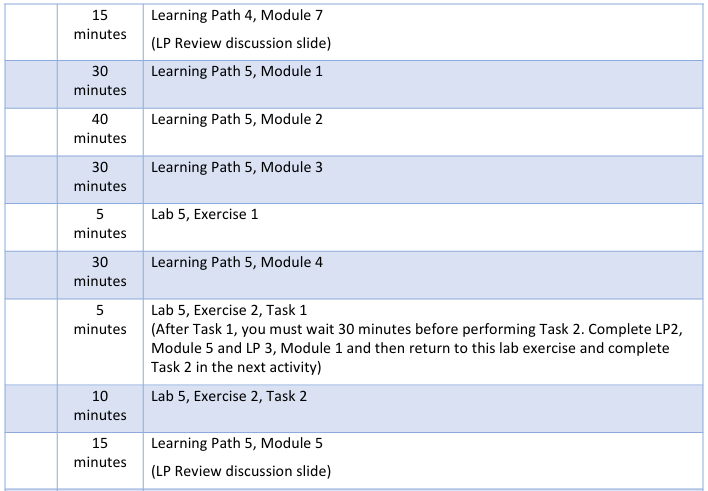 15
minutes
Learning Path 4, Module 7
(LP Review discussion slide)
30
minutes
Learning Path 5, Module 1
40
minutes
Learning Path 5, Module 2
30
minutes
Learning Path 5, Module 3
5
minutes
Lab 5, Exercise 1
30
minutes
Learning Path 5, Module 4
5
minutes
Lab 5, Exercise 2, Task 1
(After Task 1, you must wait 30 minutes before performing Task 2. Complete LP2,
Module 5 and LP 3, Module 1 and then return to this lab exercise and complete
Task 2 in the next activity)
10
minutes
Lab 5, Exercise 2, Task 2
15
minutes
Learning Path 5, Module 5
(LP Review discussion slide)